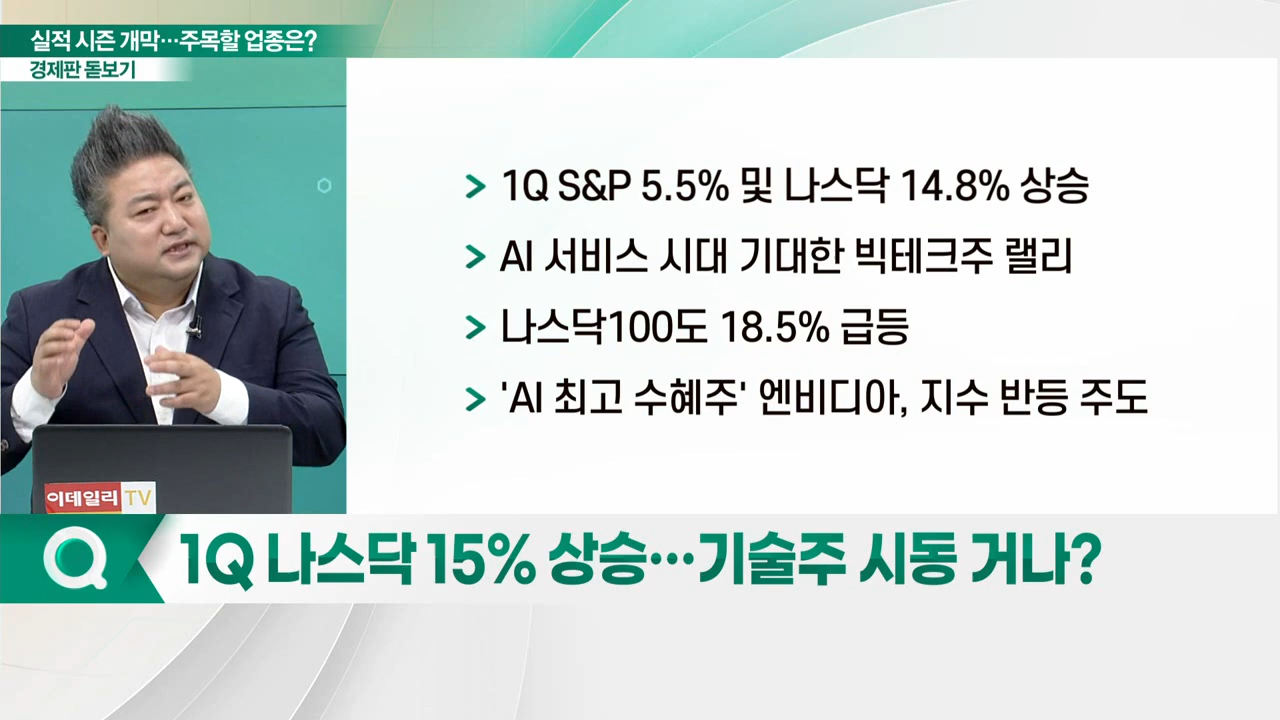 실적 시즌 개막…주목할 업종은?
경제판 돋보기
> 1Q S&P 5.5% 및 나스닥 14.8% 상승
> AI 서비스 시대 기대한 빅테크주 랠리
> 나스닥100도 18.5% 급등
> 'AI 최고 수혜주' 엔비디아, 지수 반등 주도
이데일리 TV
Q 1Q 나스닥 15% 상승…기술주 시동 거나?